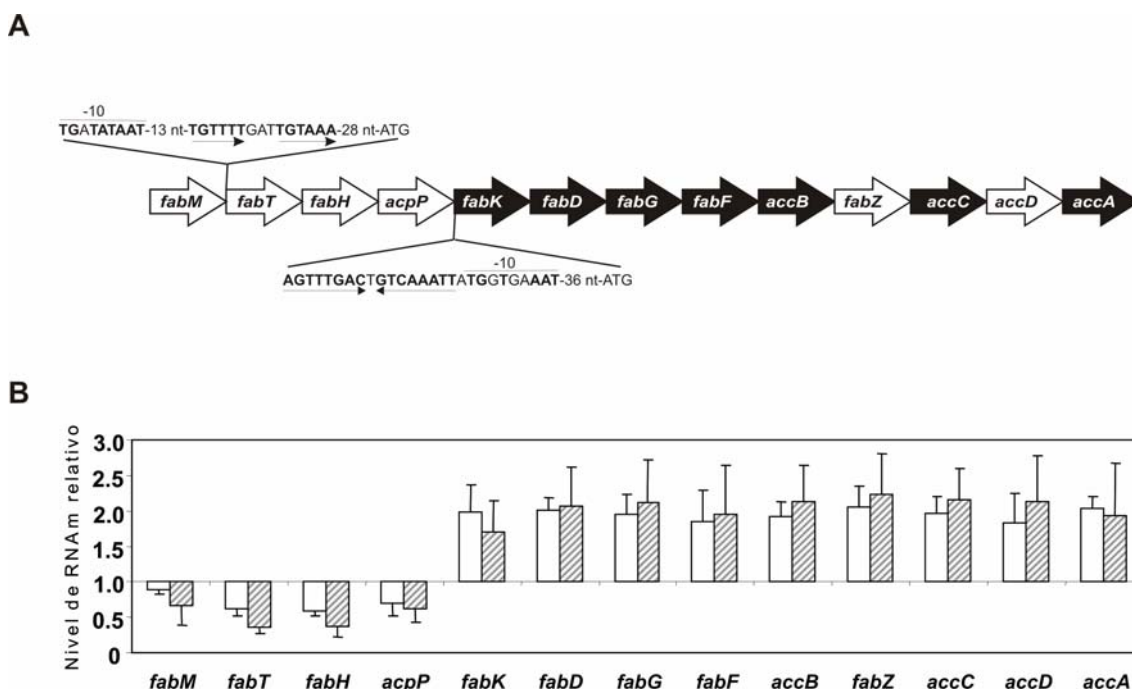 A
-10
TGATATAAT-13 nt-TGTTTTGATTGTAAA-28 nt-ATG
fabM fabT fabH acpP fabK fabD fabG fabF accB fabZ accC accD accA
-10
AGTTTGACTGTCAAATTATGGTGAAAT-36 nt-ATG
B
Nivel de RNAm relativo
3.0
2.5
2.0
1.5
1.0
0.5
0
fabM fabT fabH acpP fabK fabD fabG fabF accB fabZ accC accD accA